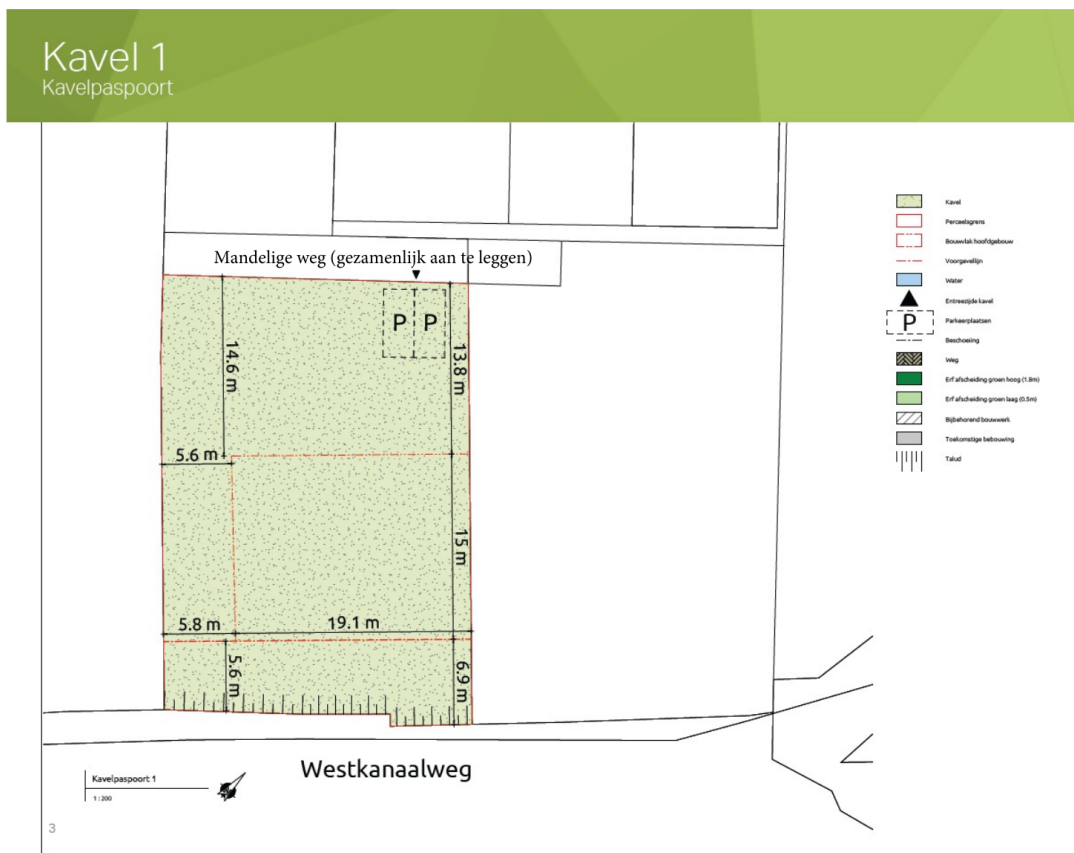 Kavel 1
Kavelpaspoort
Mandelige weg (gezamenlijk aan te leggen)
P P
14.6 m
13.8 m
5.6 m
15 m
5.8 m
19.1 m
5.6 m
6.9 m
Westkanaalweg
Kavel
Perceelsgrens
Bouwvlak hoofdgebouw
Voorgevellijn
Water
Entreezijde kavel
P
Parkeerplaatsen
Beschoeiing
Weg
Erf afscheiding groen hoog (1.8m)
Erf afscheiding groen laag (0.5m)
Bijbehorend bouwwerk
Toekomstige bebouwing
Talud
Kavelpaspoort 1
1 : 200
3